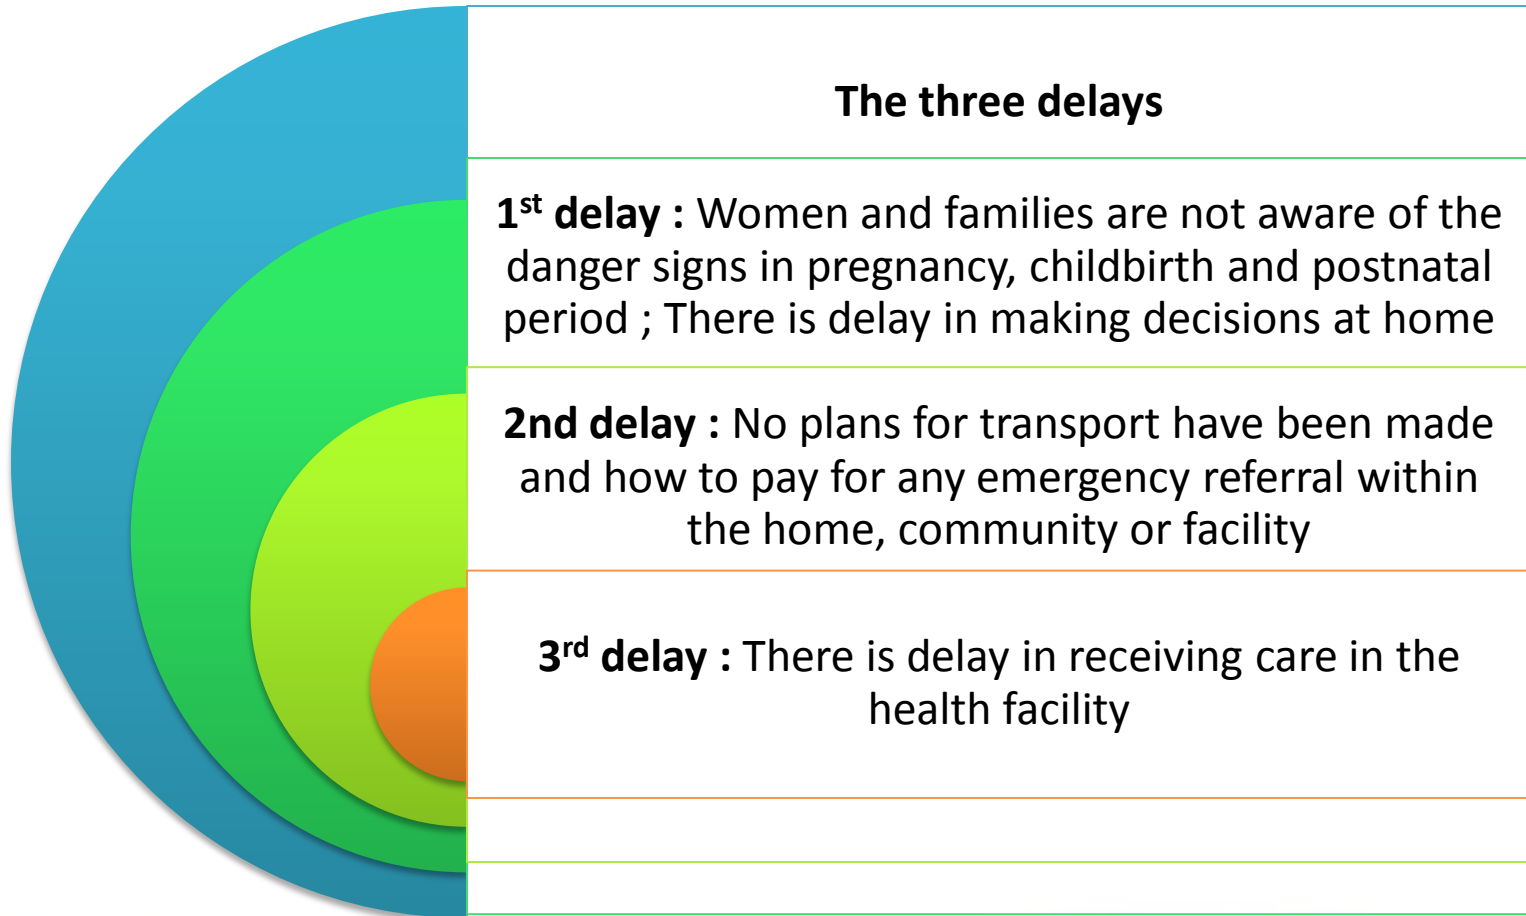 The three delays
1st delay : Women and families are not aware of the
danger signs in pregnancy, childbirth and postnatal
period ; There is delay in making decisions at home
2nd delay : No plans for transport have been made
and how to pay for any emergency referral within
the home, community or facility
3rd delay : There is delay in receiving care in the
health facility